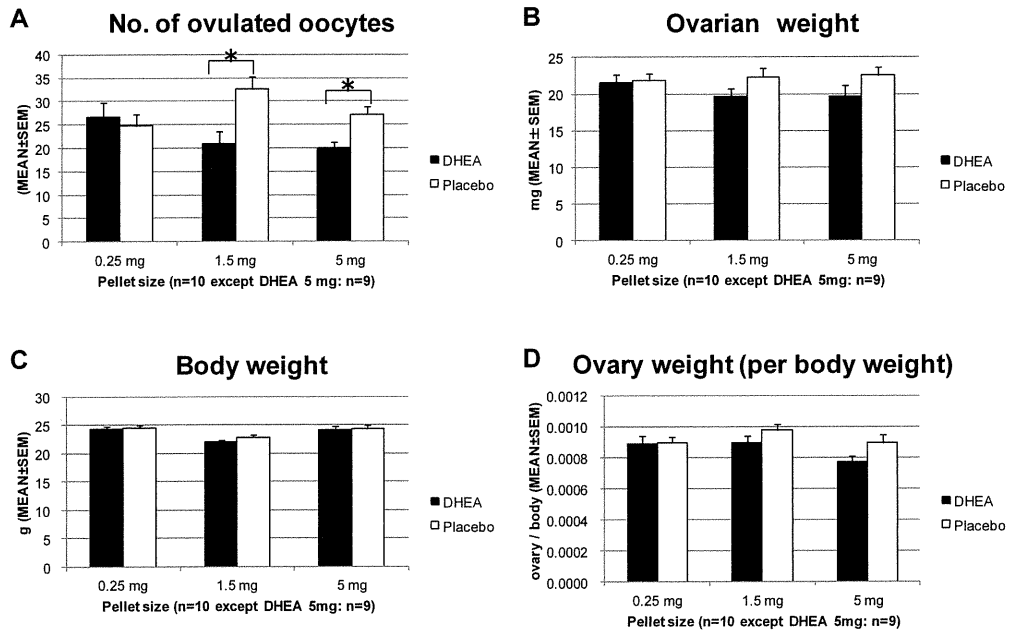 A
No. of ovulated oocytes
(MEAN±SEM)
40
35
30
25
20
15
10
5
0
*
*
0.25 mg 1.5 mg 5 mg
Pellet size (n=10 except DHEA 5 mg: n=9)
DHEA
Placebo
B
Ovarian weight
mg (MEAN± SEM)
25
20
15
10
5
0
0.25 mg 1.5 mg 5 mg
Pellet size (n=10 except DHEA 5mg: n=9)
DHEA
Placebo
C
Body weight
g (MEAN±SEM)
30
25
20
15
10
5
0
0.25 mg 1.5 mg 5 mg
Pellet size (n=10 except DHEA 5mg: n=9)
DHEA
Placebo
D
Ovary weight (per body weight)
ovary / body (MEAN±SEM)
0.0012
0.0010
0.0008
0.0006
0.0004
0.0002
0.0000
0.25 mg 1.5 mg 5 mg
Pellet size (n=10 except DHEA 5mg: n=9)
DHEA
Placebo